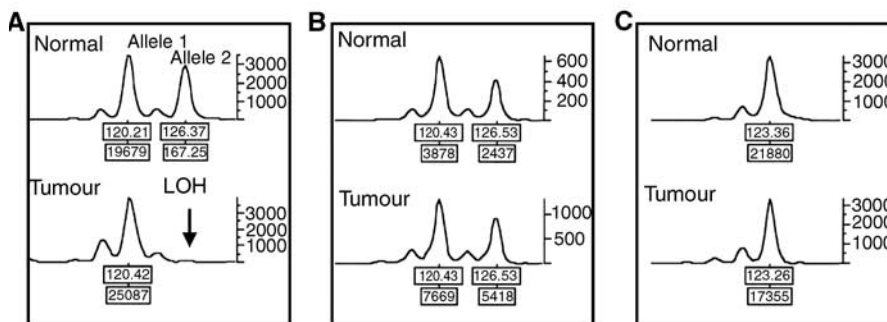 A
Normal
Allele 1
Allele 2
3000
2000
1000
120.21 126.37
19679 167.25
Tumour
LOH
3000
2000
1000
120.42
25087
B
Normal
600
400
200
120.43 126.53
3878 2437
Tumour
1000
500
120.43 126.53
7669 5418
C
Normal
3000
2000
1000
123.36
21880
Tumour
3000
2000
1000
123.26
17355